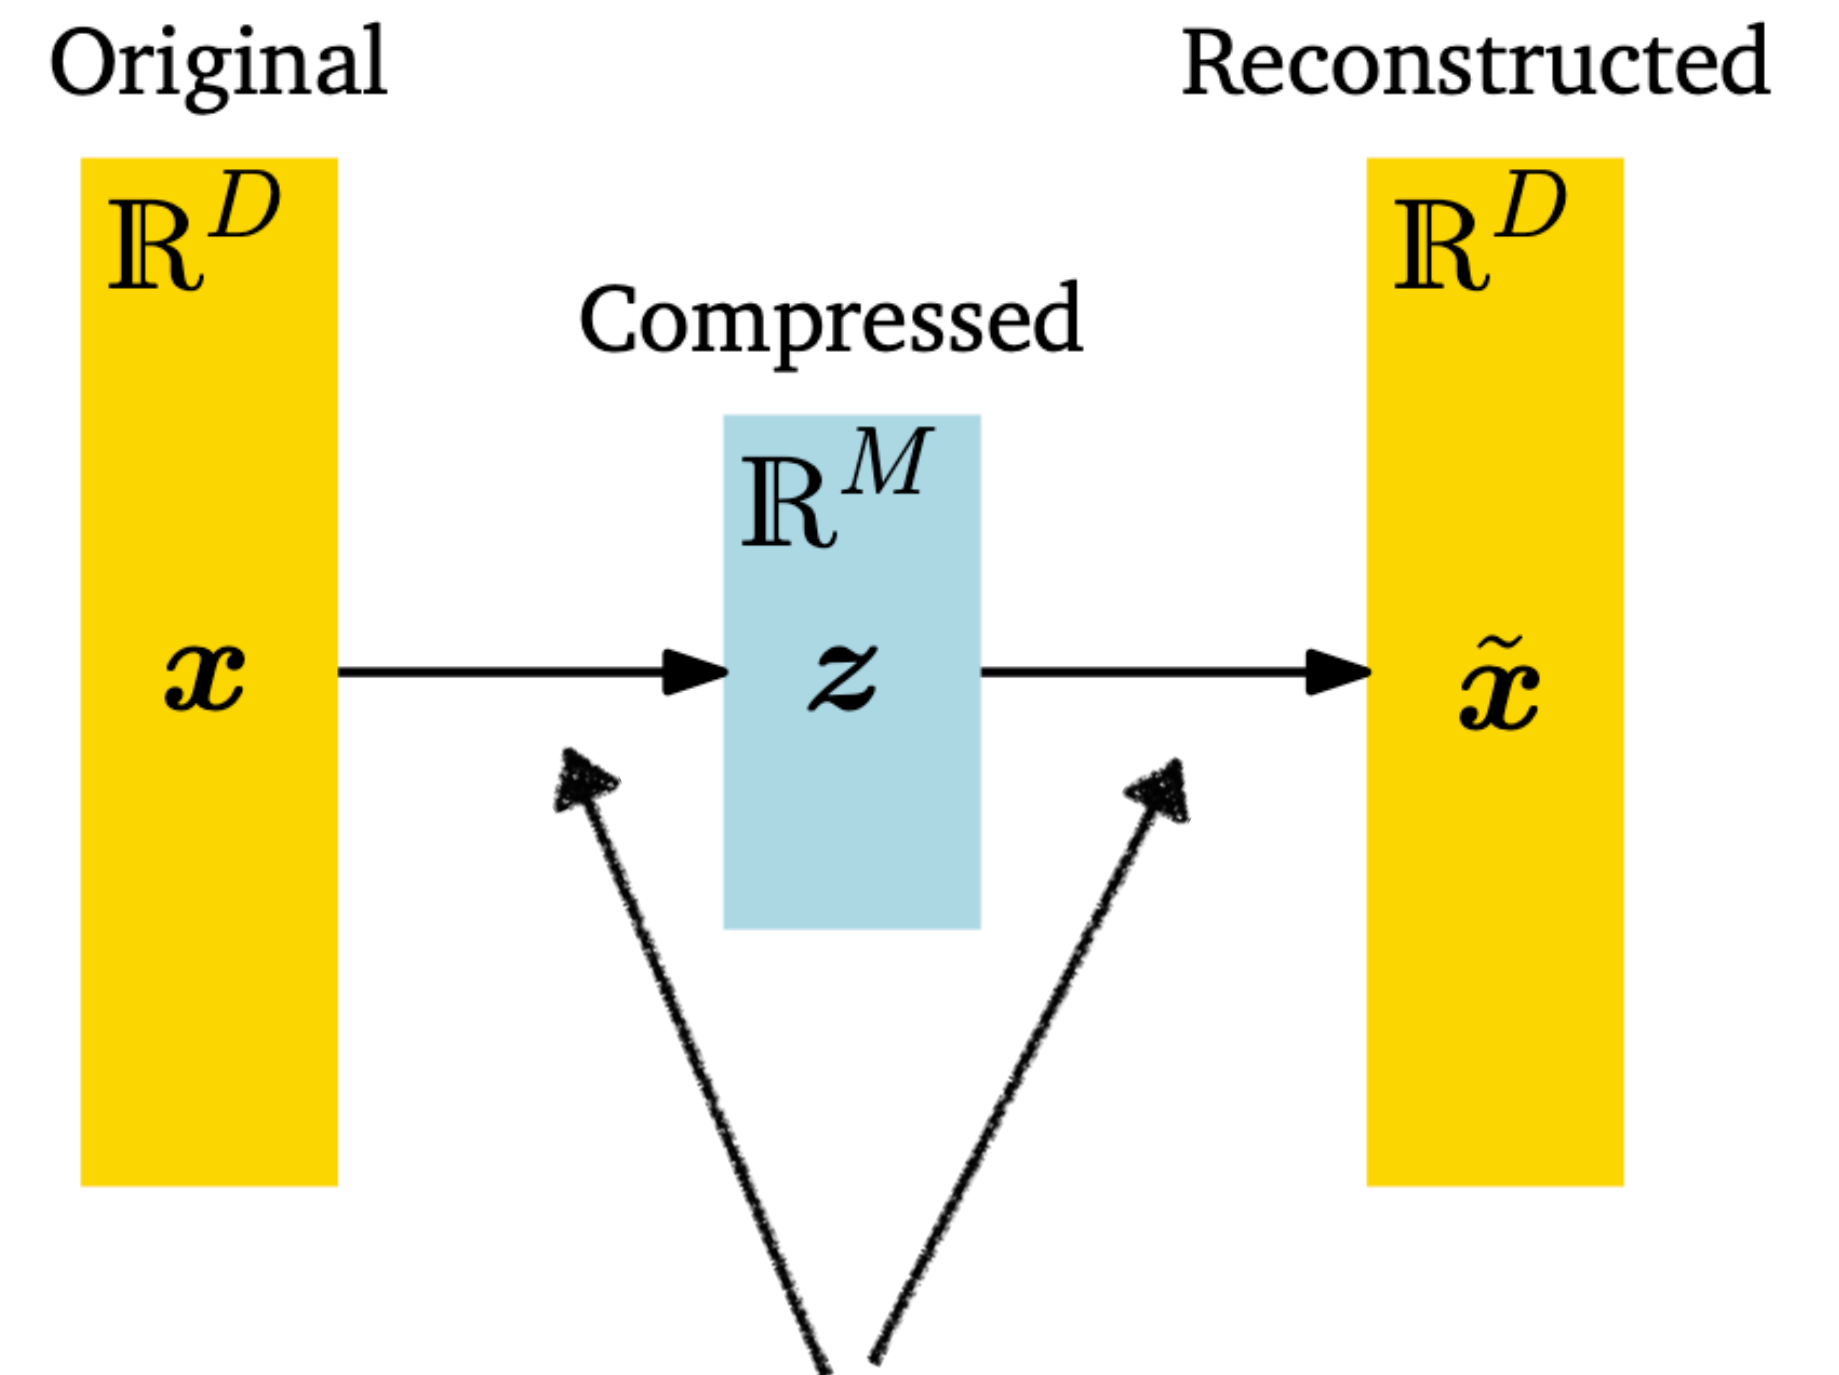 Original
Reconstructed
ℝ^D
ℝ^D
Compressed
ℝ^M
x
z
x̃